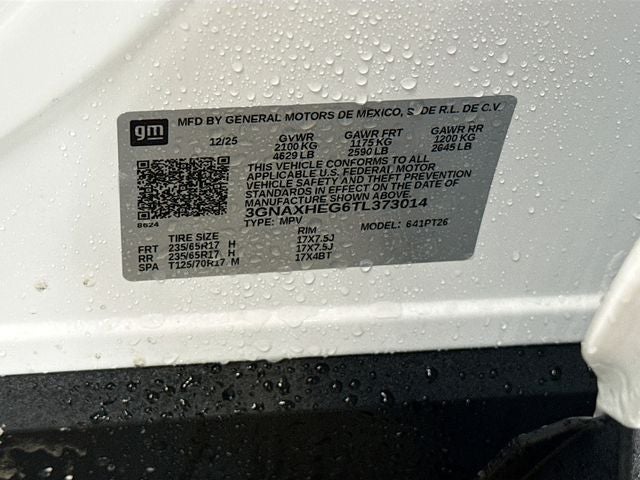 gm
MFD BY GENERAL MOTORS DE MEXICO, S. DE R.L. DE C.V.
12/25 GVWR GAWR FRT GAWR RR
2100 KG 1175 KG 1200 KG
4629 LB 2590 LB 2645 LB
THIS VEHICLE CONFORMS TO ALL
APPLICABLE U.S. FEDERAL MOTOR
VEHICLE SAFETY AND THEFT PREVENTION
STANDARDS IN EFFECT ON THE DATE OF
MANUFACTURE SHOWN ABOVE.
3GNAXHEG6TL373014
8624 TYPE: MPV MODEL: 641PT26
TIRE SIZE RIM
FRT 235/65R17 H 17X7.5J
RR 235/65R17 H 17X7.5J
SPA T125/70R17 M 17X4BT